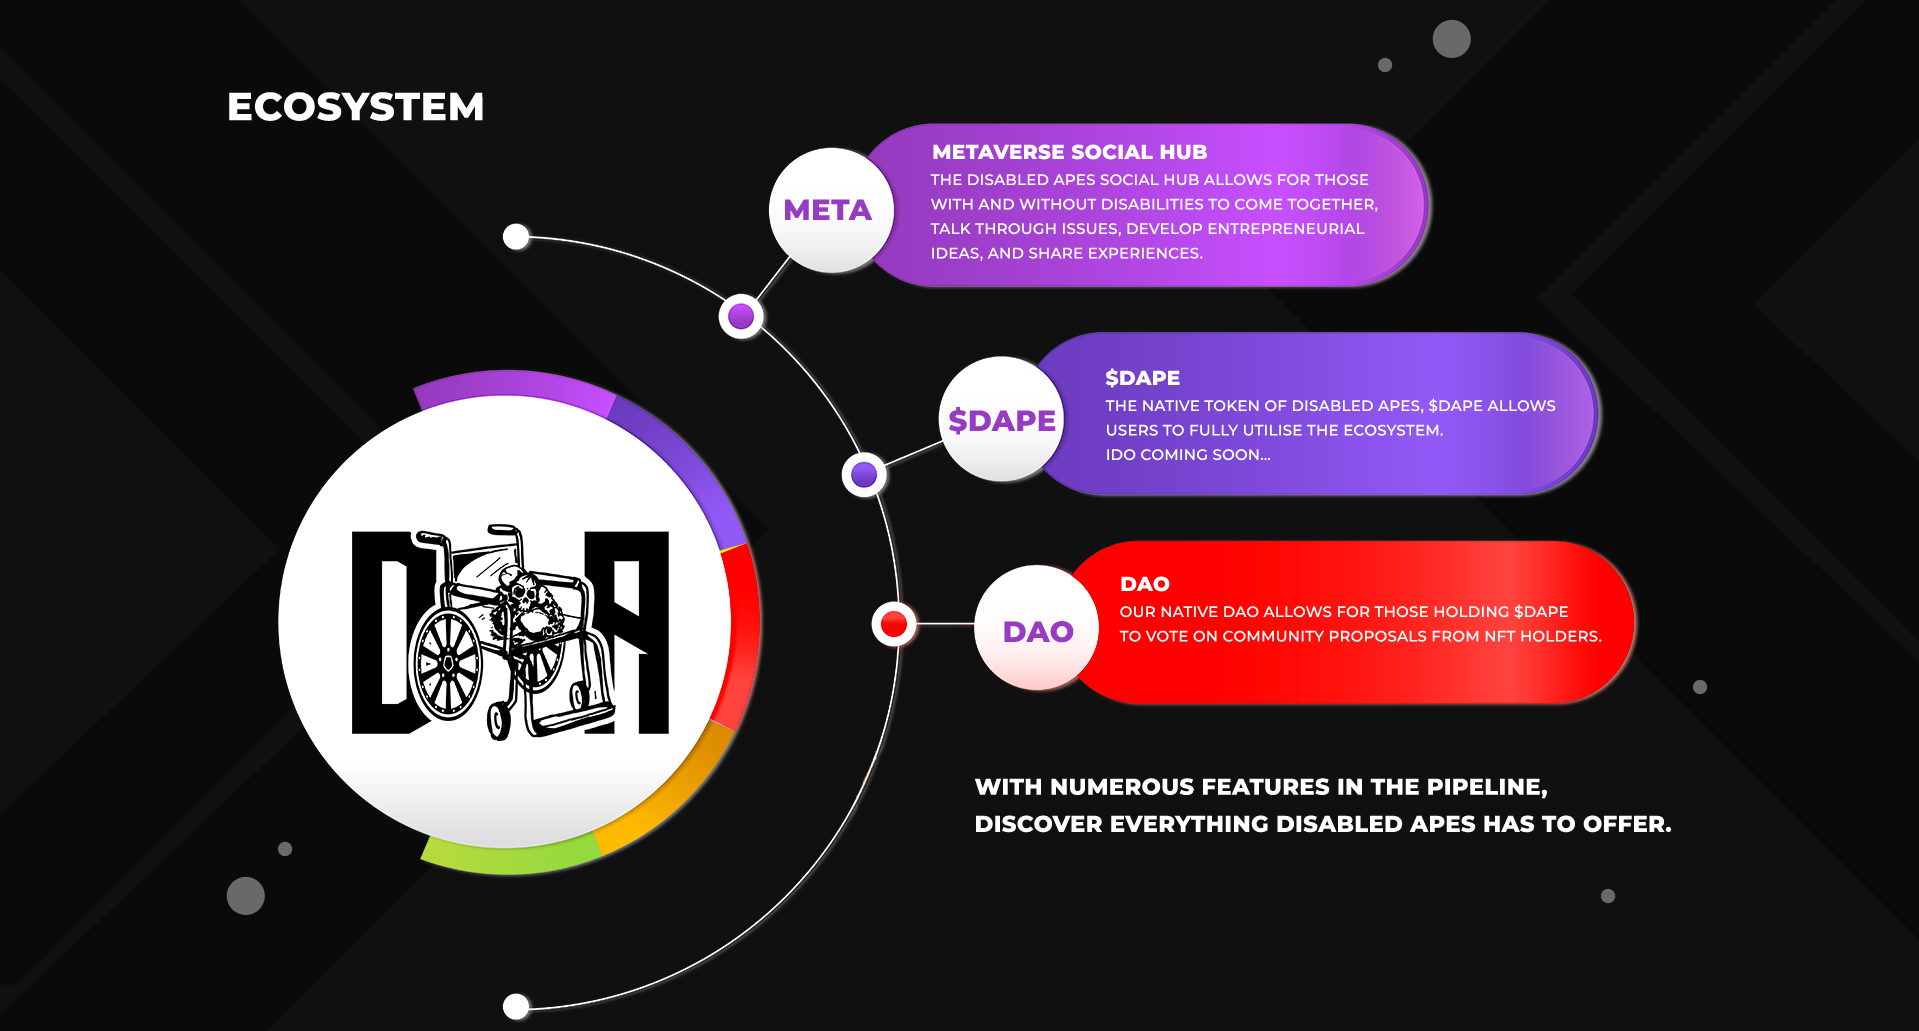 ECOSYSTEM
META
METAVERSE SOCIAL HUB
THE DISABLED APES SOCIAL HUB ALLOWS FOR THOSE
WITH AND WITHOUT DISABILITIES TO COME TOGETHER,
TALK THROUGH ISSUES, DEVELOP ENTREPRENEURIAL
IDEAS, AND SHARE EXPERIENCES.
$DAPE
$DAPE
THE NATIVE TOKEN OF DISABLED APES, $DAPE ALLOWS
USERS TO FULLY UTILISE THE ECOSYSTEM.
IDO COMING SOON...
DAO
DAO
OUR NATIVE DAO ALLOWS FOR THOSE HOLDING $DAPE
TO VOTE ON COMMUNITY PROPOSALS FROM NFT HOLDERS.
D A
WITH NUMEROUS FEATURES IN THE PIPELINE,
DISCOVER EVERYTHING DISABLED APES HAS TO OFFER.